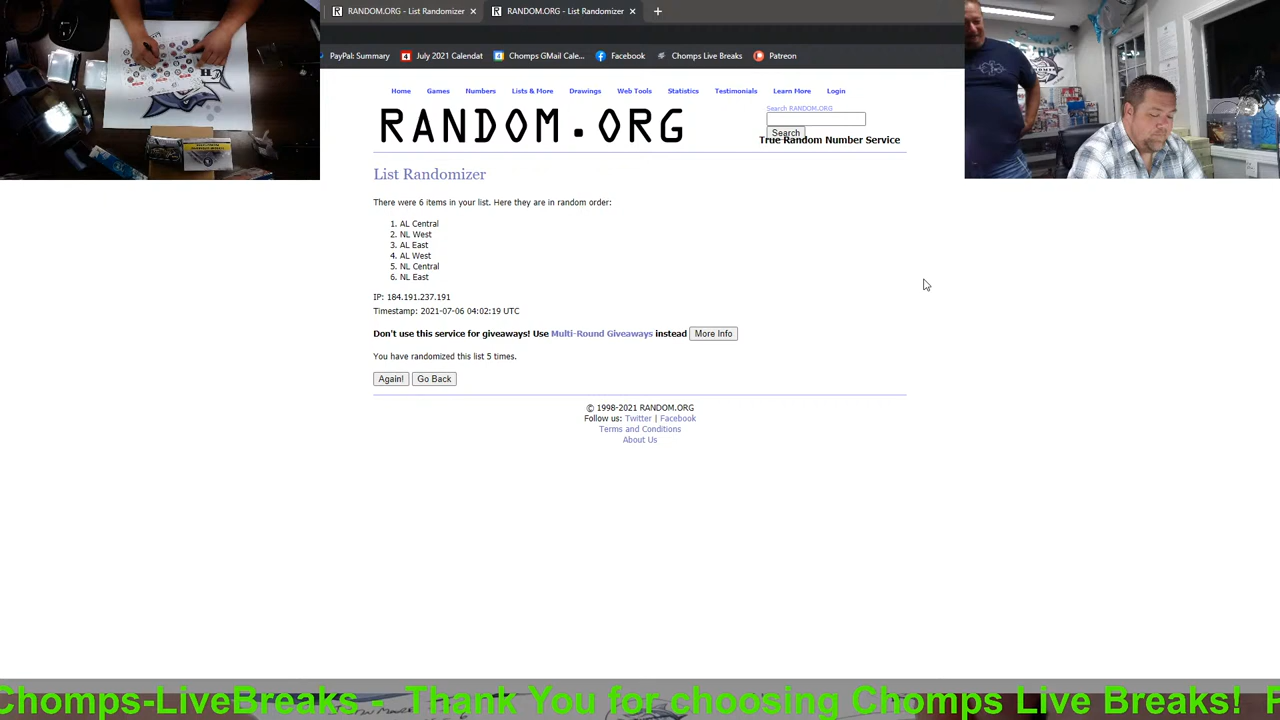 RANDOM.ORG - List Randomizer × RANDOM.ORG - List Randomizer × +
PayPal: Summary July 2021 Calendat Chomps GMail Cale... Facebook Chomps Live Breaks Patreon
Home Games Numbers Lists & More Drawings Web Tools Statistics Testimonials Learn More Login
Search RANDOM.ORG
RANDOM.ORG
Search
True Random Number Service
List Randomizer
There were 6 items in your list. Here they are in random order:
1. AL Central
2. NL West
3. AL East
4. AL West
5. NL Central
6. NL East
IP: 184.191.237.191
Timestamp: 2021-07-06 04:02:19 UTC
Don't use this service for giveaways! Use Multi-Round Giveaways instead More Info
You have randomized this list 5 times.
Again! Go Back
© 1998-2021 RANDOM.ORG
Follow us: Twitter | Facebook
Terms and Conditions
About Us
Chomps-LiveBreaks - Thank You for choosing Chomps Live Breaks!